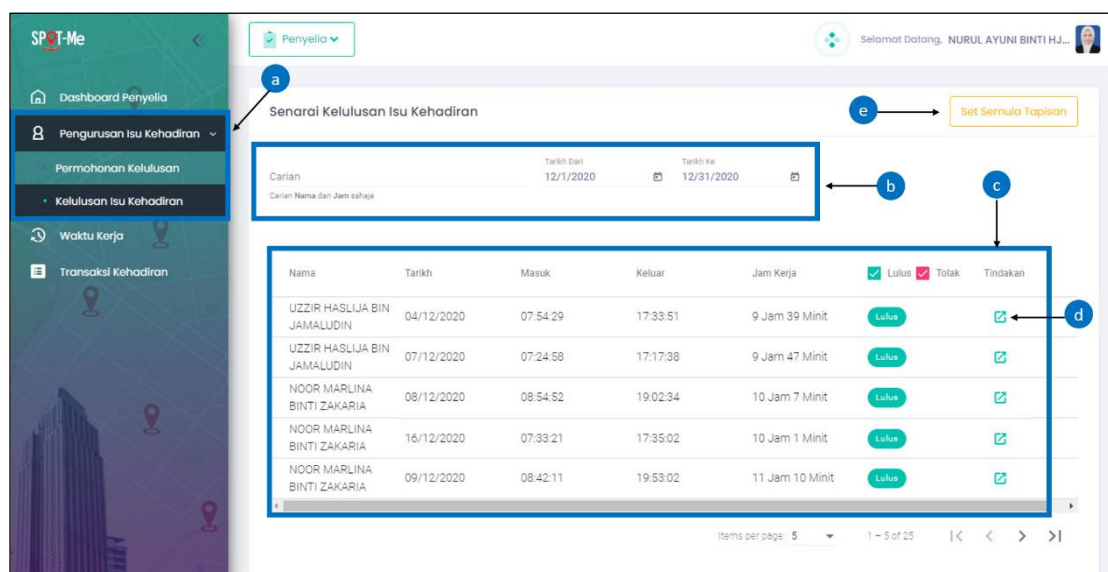 SPOT-Me
Penyelia
Selamat Datang, NURUL AYUNI BINTI HJ...
a
Dashboard Penyelia
Pengurusan Isu Kehadiran
Permohonan Kelulusan
Kelulusan Isu Kehadiran
Waktu Kerja
Transaksi Kehadiran
Senarai Kelulusan Isu Kehadiran
e
Set Semula Tapisan
Tarikh Dari
Tarikh Ke
Carian
12/1/2020
12/31/2020
Carian Nama dan Jam sahaja
b
c
Nama Tarikh Masuk Keluar Jam Kerja Lulus Tolak Tindakan
UZZIR HASLIJA BIN
JAMALUDIN
04/12/2020 07:54:29 17:33:51 9 Jam 39 Minit Lulus
d
UZZIR HASLIJA BIN
JAMALUDIN
07/12/2020 07:24:58 17:17:38 9 Jam 47 Minit Lulus
NOOR MARLINA
BINTI ZAKARIA
08/12/2020 08:54:52 19:02:34 10 Jam 7 Minit Lulus
NOOR MARLINA
BINTI ZAKARIA
16/12/2020 07:33:21 17:35:02 10 Jam 1 Minit Lulus
NOOR MARLINA
BINTI ZAKARIA
09/12/2020 08:42:11 19:53:02 11 Jam 10 Minit Lulus
Items per page: 5 1 – 5 of 25